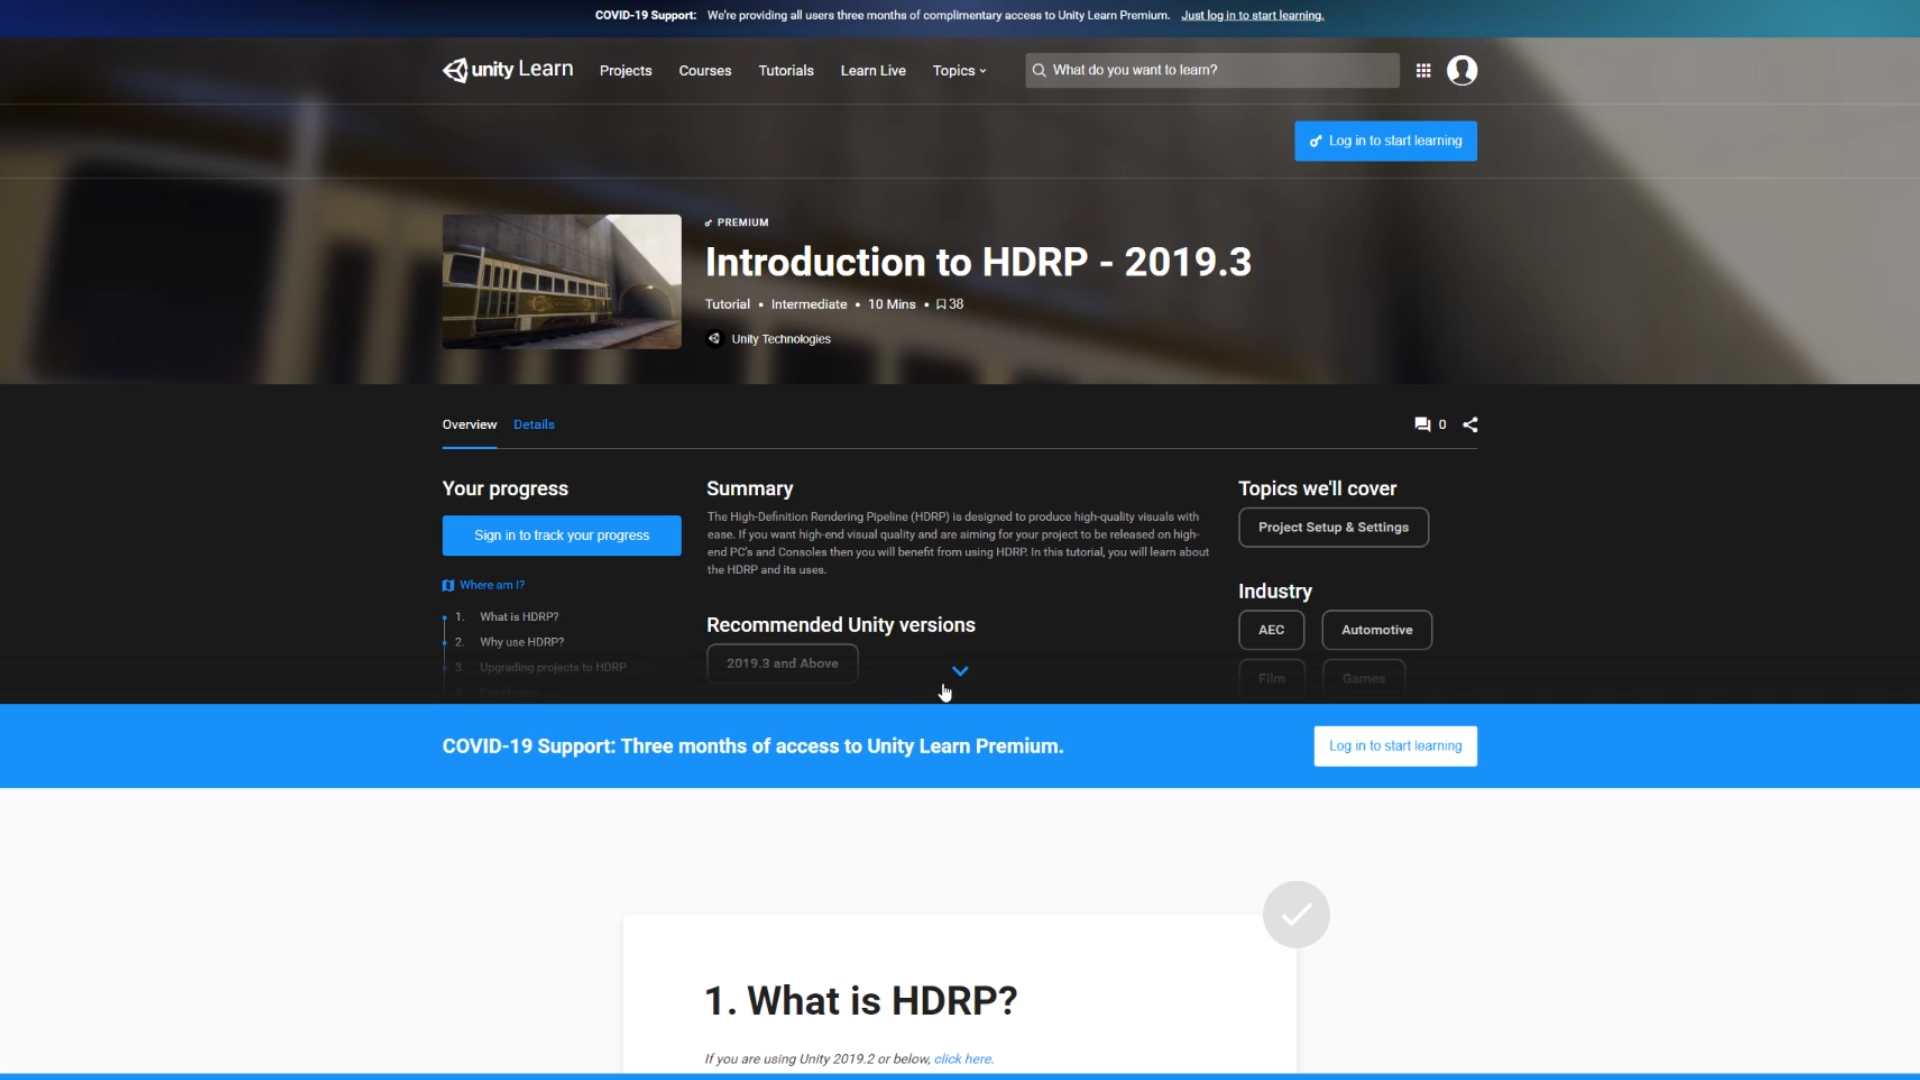 COVID-19 Support: We're providing all users three months of complimentary access to Unity Learn Premium. Just log in to start learning.
unity Learn Projects Courses Tutorials Learn Live Topics What do you want to learn?
Log in to start learning
PREMIUM
Introduction to HDRP - 2019.3
Tutorial • Intermediate • 10 Mins • 38
Unity Technologies
Overview Details 0
Your progress
Sign in to track your progress
Where am I?
1. What is HDRP?
2. Why use HDRP?
3. Upgrading projects to HDRP
4. Conclusion
Summary
The High-Definition Rendering Pipeline (HDRP) is designed to produce high-quality visuals with
ease. If you want high-end visual quality and are aiming for your project to be released on high-
end PC's and Consoles then you will benefit from using HDRP. In this tutorial, you will learn about
the HDRP and its uses.
Recommended Unity versions
2019.3 and Above
Topics we'll cover
Project Setup & Settings
Industry
AEC Automotive
Film Games
COVID-19 Support: Three months of access to Unity Learn Premium.
Log in to start learning
1. What is HDRP?
If you are using Unity 2019.2 or below, click here.